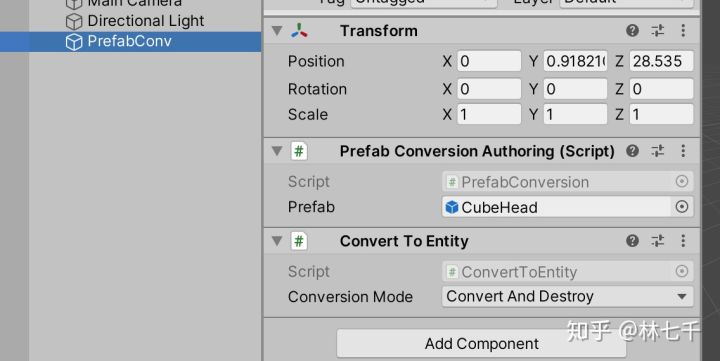 Main Camera
Directional Light
PrefabConv
Tag Untagged Layer Default
Transform
Position X 0 Y 0.91821 Z 28.535
Rotation X 0 Y 0 Z 0
Scale X 1 Y 1 Z 1
# Prefab Conversion Authoring (Script)
Script # PrefabConversion
Prefab CubeHead
# Convert To Entity
Script # ConvertToEntity
Conversion Mode Convert And Destroy
Add Component
知乎 @林七千